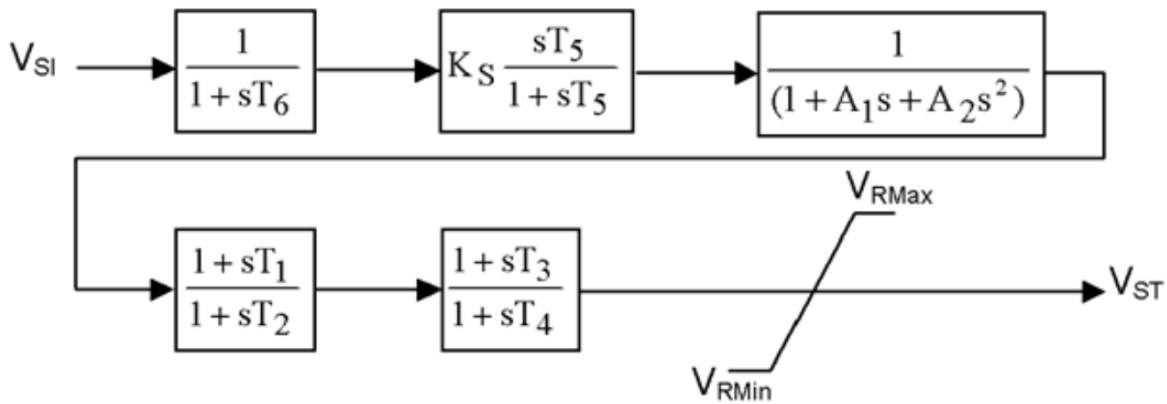 V_SI
1
1 + sT_6
K_S sT_5
1 + sT_5
1
(1 + A_1s + A_2s^2)
V_RMax
1 + sT_1
1 + sT_2
1 + sT_3
1 + sT_4
V_ST
V_RMin